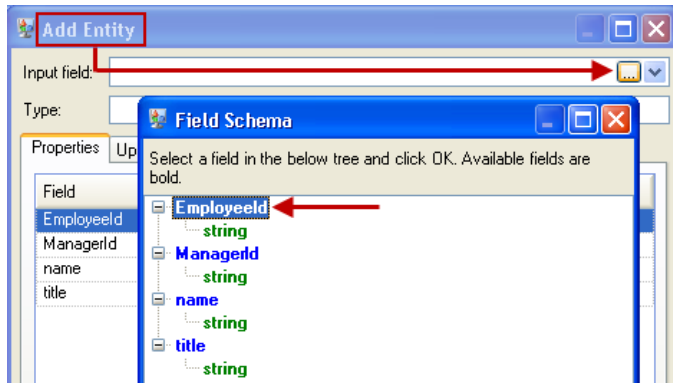 Add Entity
Input field:
...
Type:
Field Schema
Properties Up
Select a field in the below tree and click OK. Available fields are
bold.
Field
EmployeeId
ManagerId
name
title
EmployeeId
string
ManagerId
string
name
string
title
string